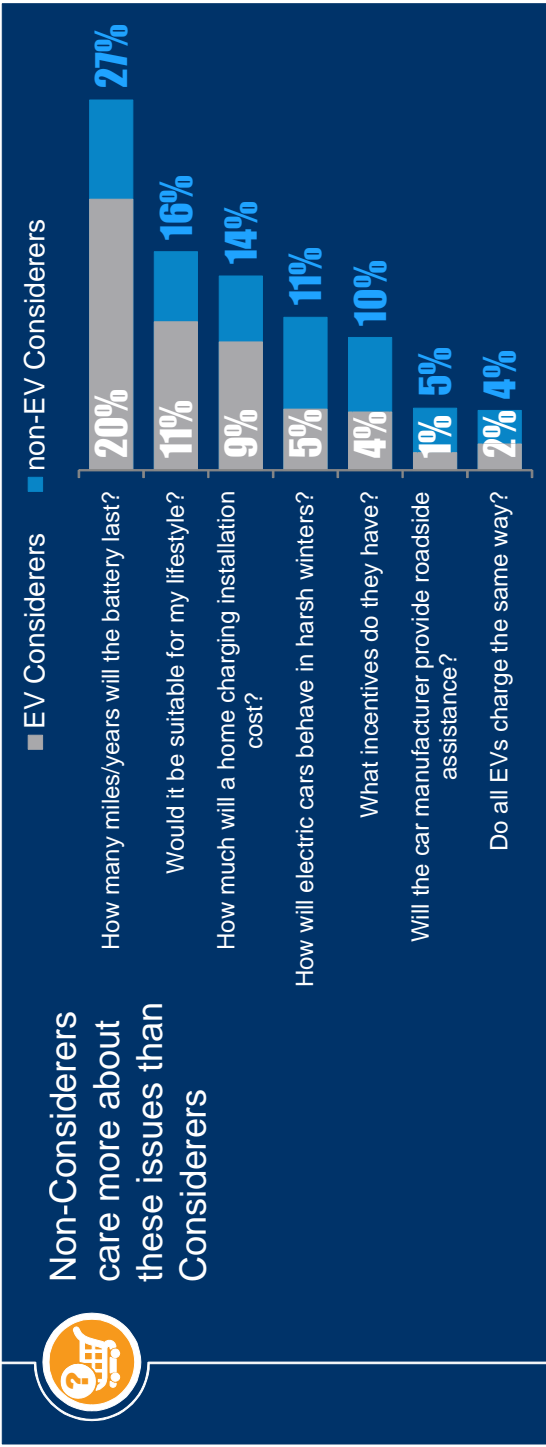 Non-Considerers
care more about
these issues than
Considerers
EV Considerers
non-EV Considerers
How many miles/years will the battery last?
20%
27%
Would it be suitable for my lifestyle?
11%
16%
How much will a home charging installation
cost?
9%
14%
How will electric cars behave in harsh winters?
5%
11%
What incentives do they have?
4%
10%
Will the car manufacturer provide roadside
assistance?
1%
5%
Do all EVs charge the same way?
2%
4%
?